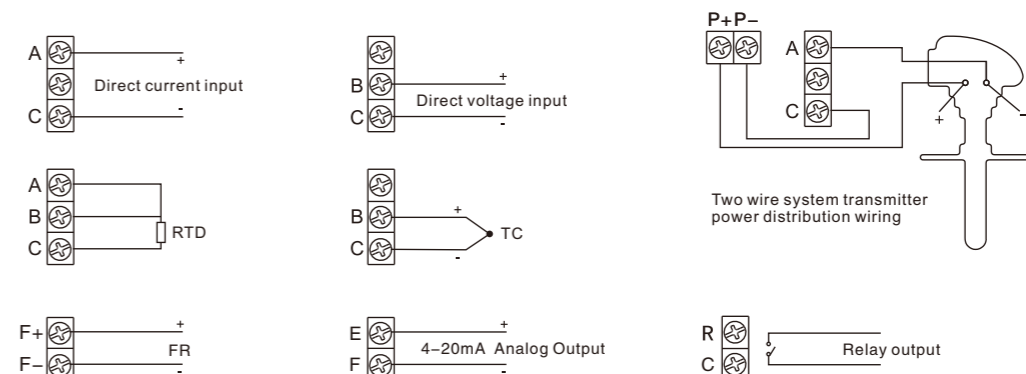 P+ P–
A
+
Direct current input
C
-
B
+
Direct voltage input
C
-
A
C
+
–
Two wire system transmitter
power distribution wiring
A
B
C
RTD
B
+
C
-
TC
F+
+
FR
F–
-
E
+
4–20mA Analog Output
F
-
R
Relay output
C